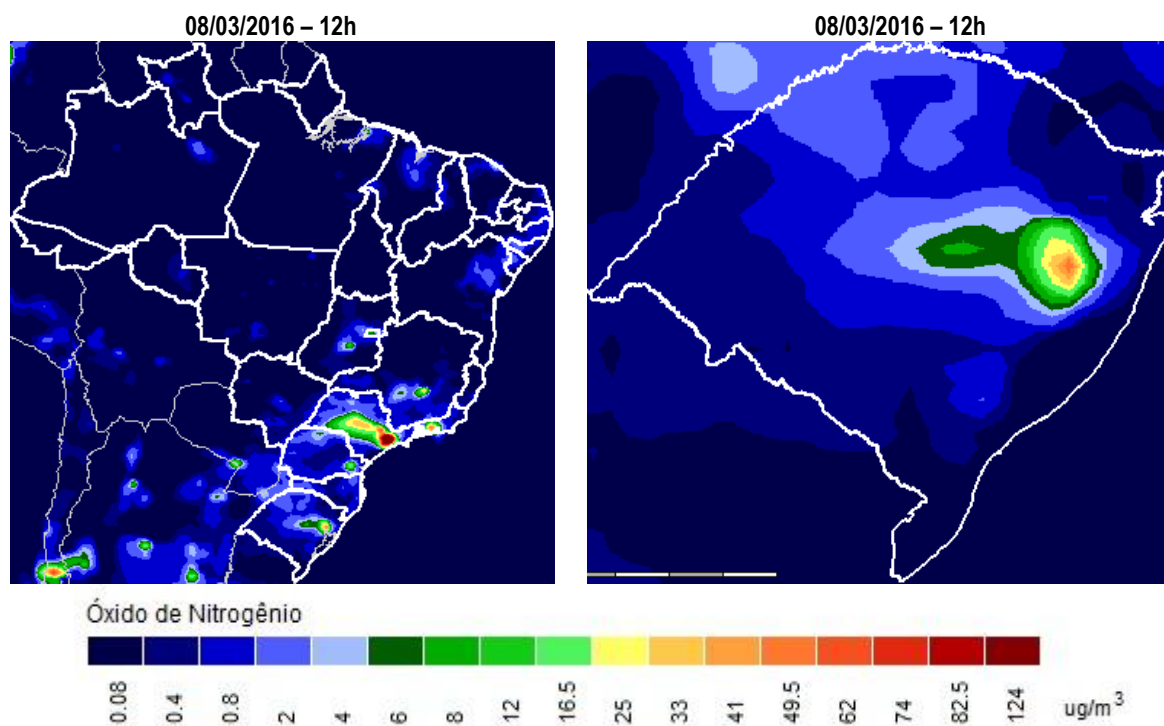 08/03/2016 – 12h
08/03/2016 – 12h
Óxido de Nitrogênio
0.08 0.4 0.8 2 4 6 8 12 16.5 25 33 41 49.5 62 74 82.5 124 ug/m³